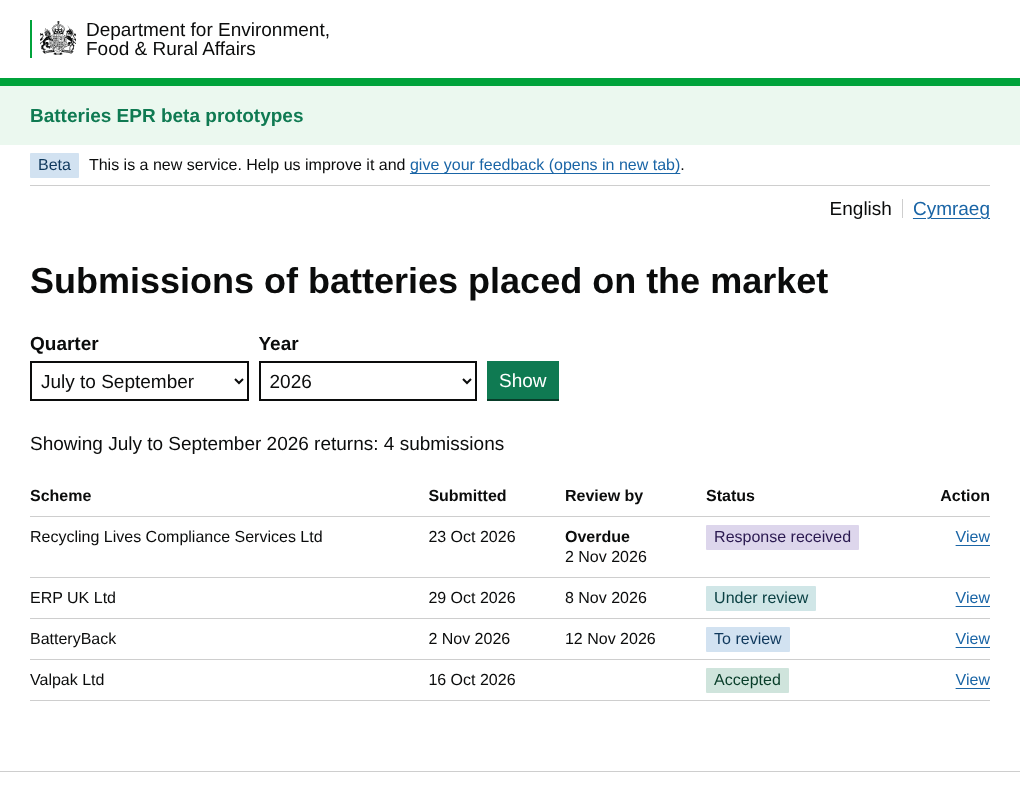 Department for Environment,
Food & Rural Affairs
Batteries EPR beta prototypes
Beta This is a new service. Help us improve it and give your feedback (opens in new tab).
English Cymraeg
Submissions of batteries placed on the market
Quarter Year
July to September 2026 Show
Showing July to September 2026 returns: 4 submissions
Scheme Submitted Review by Status Action
Recycling Lives Compliance Services Ltd 23 Oct 2026 Overdue Response received View
2 Nov 2026
ERP UK Ltd 29 Oct 2026 8 Nov 2026 Under review View
BatteryBack 2 Nov 2026 12 Nov 2026 To review View
Valpak Ltd 16 Oct 2026 Accepted View